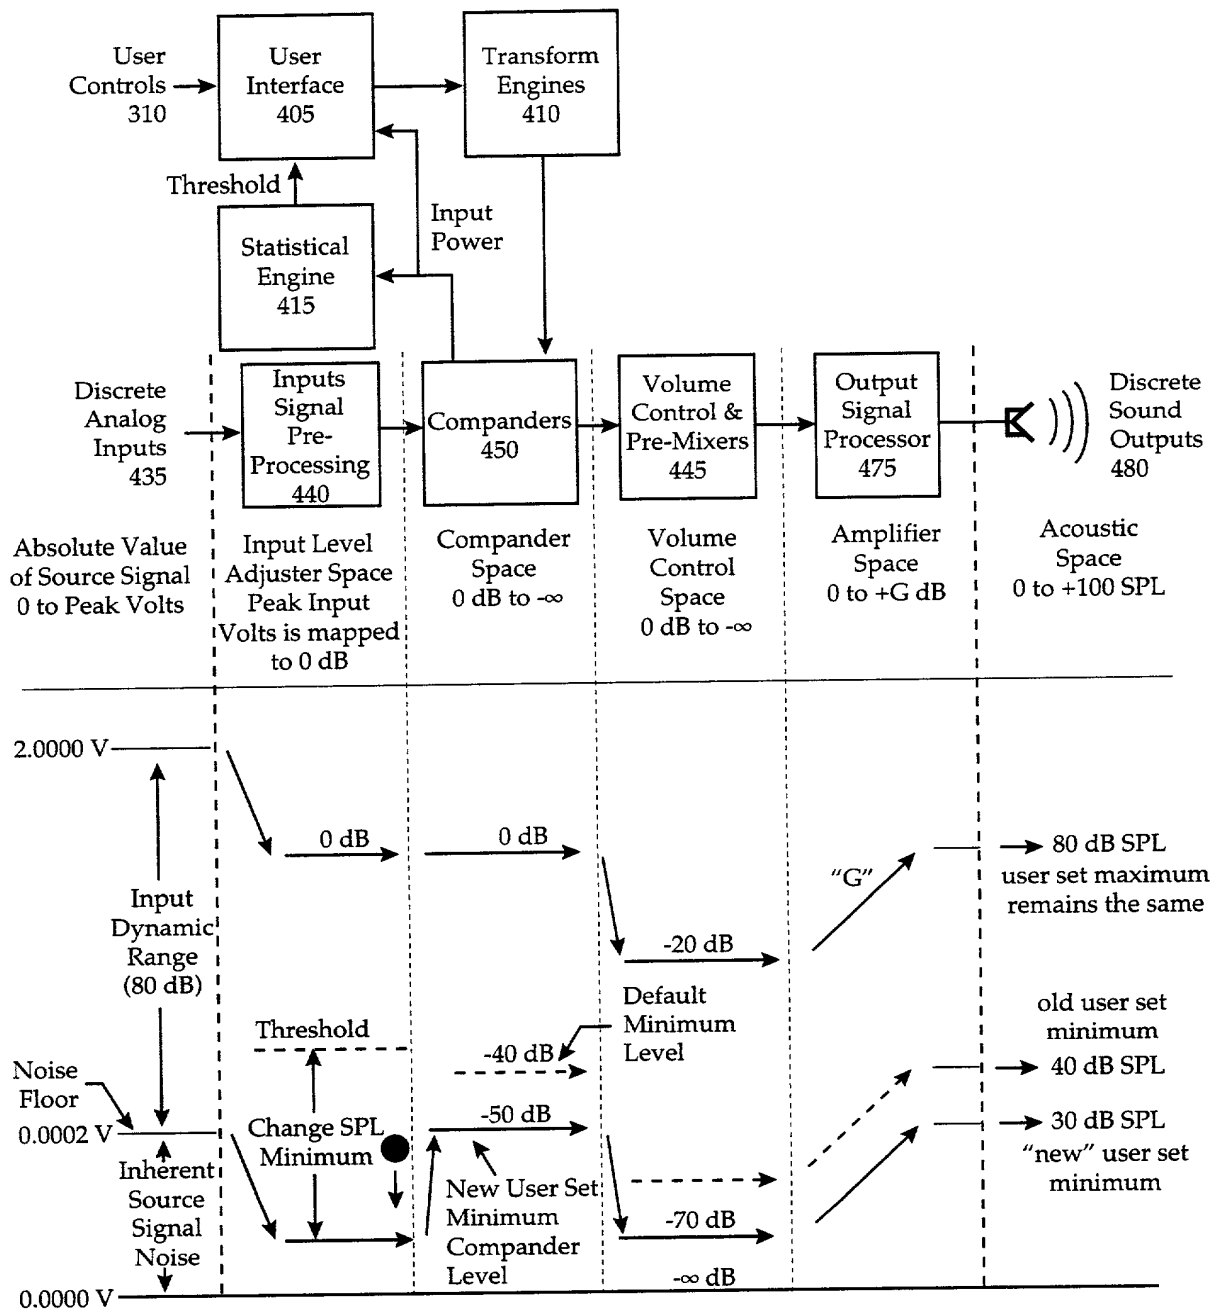 User
Controls
310
User
Interface
405
Transform
Engines
410
Threshold
Input
Power
Statistical
Engine
415
Discrete
Analog
Inputs
435
Inputs
Signal
Pre-
Processing
440
Companders
450
Volume
Control &
Pre-Mixers
445
Output
Signal
Processor
475
Discrete
Sound
Outputs
480
Absolute Value
of Source Signal
0 to Peak Volts
Input Level
Adjuster Space
Peak Input
Volts is mapped
to 0 dB
Compander
Space
0 dB to -∞
Volume
Control
Space
0 dB to -∞
Amplifier
Space
0 to +G dB
Acoustic
Space
0 to +100 SPL
2.0000 V
0 dB
0 dB
"G"
80 dB SPL
user set maximum
remains the same
Input
Dynamic
Range
(80 dB)
-20 dB
Threshold
Default
Minimum
Level
-40 dB
old user set
minimum
40 dB SPL
Noise
Floor
0.0002 V
Change SPL
Minimum
-50 dB
30 dB SPL
"new" user set
minimum
Inherent
Source
Signal
Noise
New User Set
Minimum
Compander
Level
-70 dB
-∞ dB
0.0000 V